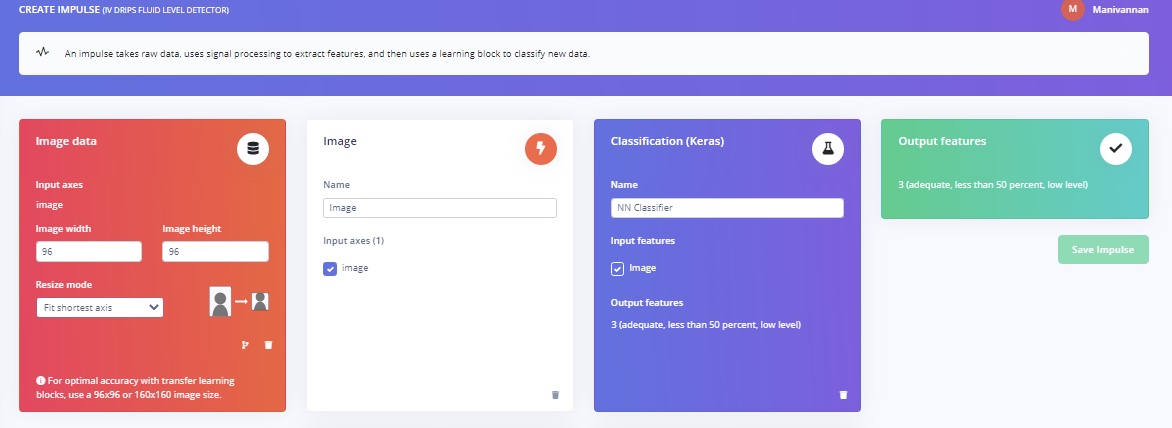 CREATE IMPULSE (IV DRIPS FLUID LEVEL DETECTOR)
M Manivannan
An impulse takes raw data, uses signal processing to extract features, and then uses a learning block to classify new data.
Image data
Input axes
image
Image width Image height
96 96
Resize mode
Fit shortest axis
For optimal accuracy with transfer learning
blocks, use a 96x96 or 160x160 image size.
Image
Name
Image
Input axes (1)
image
Classification (Keras)
Name
NN Classifier
Input features
Image
Output features
3 (adequate, less than 50 percent, low level)
Output features
3 (adequate, less than 50 percent, low level)
Save Impulse